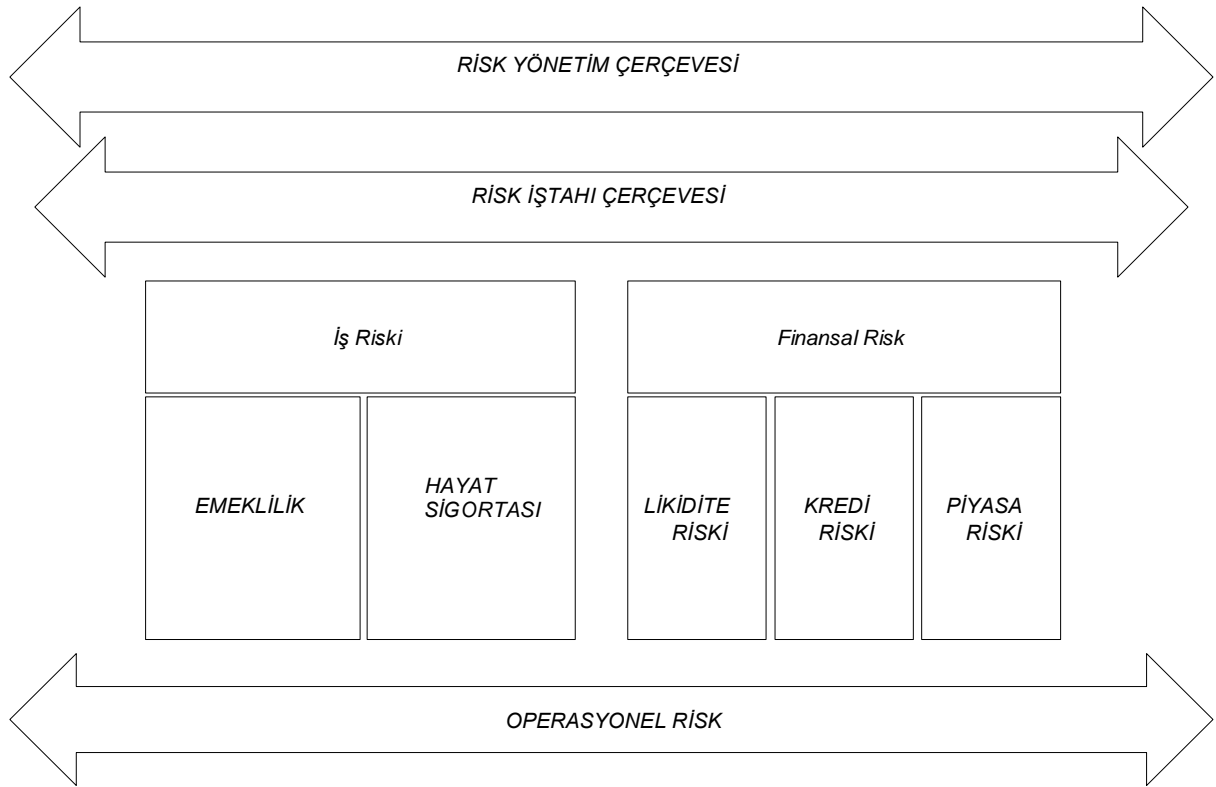 RİSK YÖNETİM ÇERÇEVESİ
RİSK İŞTAHI ÇERÇEVESİ
İş Riski
Finansal Risk
EMEKLİLİK
HAYAT
SİGORTASI
LİKİDİTE
RİSKİ
KREDİ
RİSKİ
PİYASA
RİSKİ
OPERASYONEL RİSK